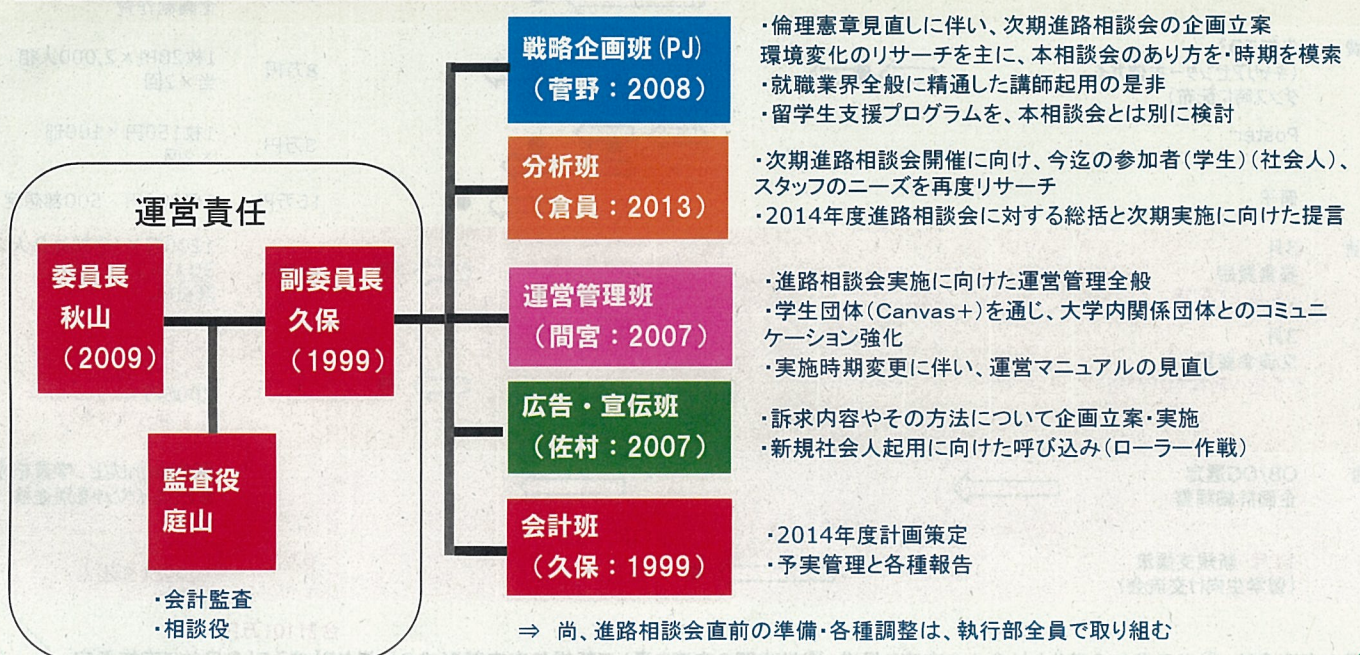 運営責任
委員長
秋山
（2009）
副委員長
久保
（1999）
監査役
庭山
・会計監査
・相談役
戦略企画班（PJ）
（菅野：2008）
・倫理憲章見直しに伴い、次期進路相談会の企画立案
環境変化のリサーチを主に、本相談会のあり方を・時期を模索
・就職業界全般に精通した講師起用の是非
・留学生支援プログラムを、本相談会とは別に検討
分析班
（倉員：2013）
・次期進路相談会開催に向け、今迄の参加者（学生）（社会人）、
スタッフのニーズを再度リサーチ
・2014年度進路相談会に対する総括と次期実施に向けた提言
運営管理班
（間宮：2007）
・進路相談会実施に向けた運営管理全般
・学生団体（Canvas+）を通じ、大学内関係団体とのコミュニ
ケーション強化
・実施時期変更に伴い、運営マニュアルの見直し
広告・宣伝班
（佐村：2007）
・訴求内容やその方法について企画立案・実施
・新規社会人起用に向けた呼び込み（ローラー作戦）
会計班
（久保：1999）
・2014年度計画策定
・予実管理と各種報告
⇒ 尚、進路相談会直前の準備・各種調整は、執行部全員で取り組む